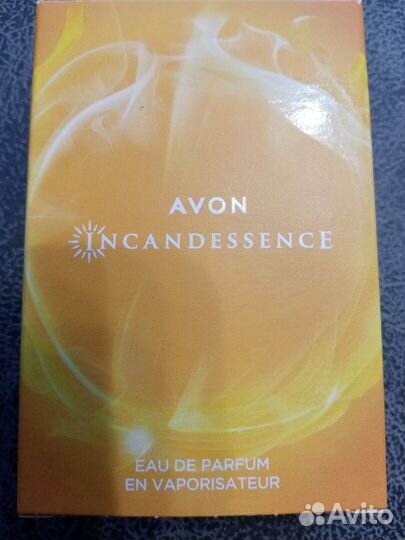 AVON
INCANDESSENCE
EAU DE PARFUM
EN VAPORISATEUR
Avito